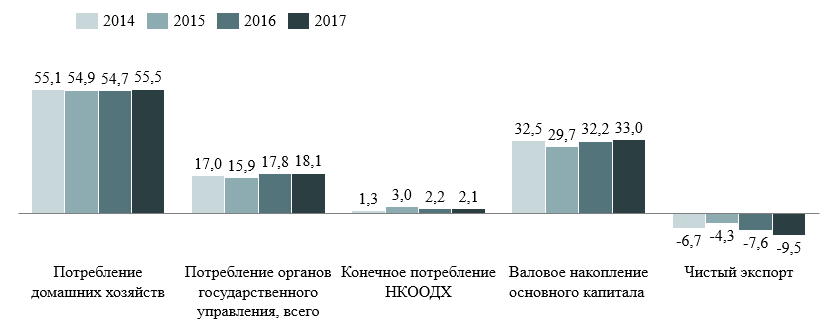 2014 2015 2016 2017
55,1 54,9 54,7 55,5
17,0 15,9 17,8 18,1
1,3 3,0 2,2 2,1
32,5 29,7 32,2 33,0
-6,7 -4,3 -7,6 -9,5
Потребление
домашних хозяйств
Потребление органов
государственного
управления, всего
Конечное потребление
НКООДХ
Валовое накопление
основного капитала
Чистый экспорт